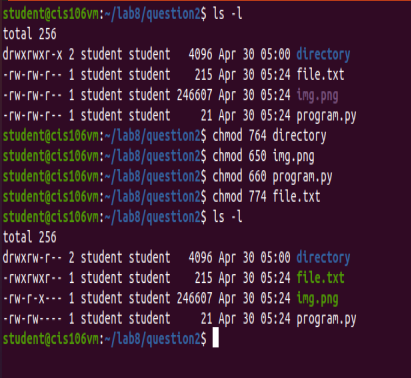 student@cis106vm:~/lab8/question2$ ls -l
total 256
drwxrwxr-x 2 student student   4096 Apr 30 05:00 directory
-rw-rw-r-- 1 student student    215 Apr 30 05:24 file.txt
-rw-rw-r-- 1 student student 246607 Apr 30 05:24 img.png
-rw-rw-r-- 1 student student     21 Apr 30 05:24 program.py
student@cis106vm:~/lab8/question2$ chmod 764 directory
student@cis106vm:~/lab8/question2$ chmod 650 img.png
student@cis106vm:~/lab8/question2$ chmod 660 program.py
student@cis106vm:~/lab8/question2$ chmod 774 file.txt
student@cis106vm:~/lab8/question2$ ls -l
total 256
drwxrw-r-- 2 student student   4096 Apr 30 05:00 directory
-rwxrwxr-- 1 student student    215 Apr 30 05:24 file.txt
-rw-r-x--- 1 student student 246607 Apr 30 05:24 img.png
-rw-rw---- 1 student student     21 Apr 30 05:24 program.py
student@cis106vm:~/lab8/question2$